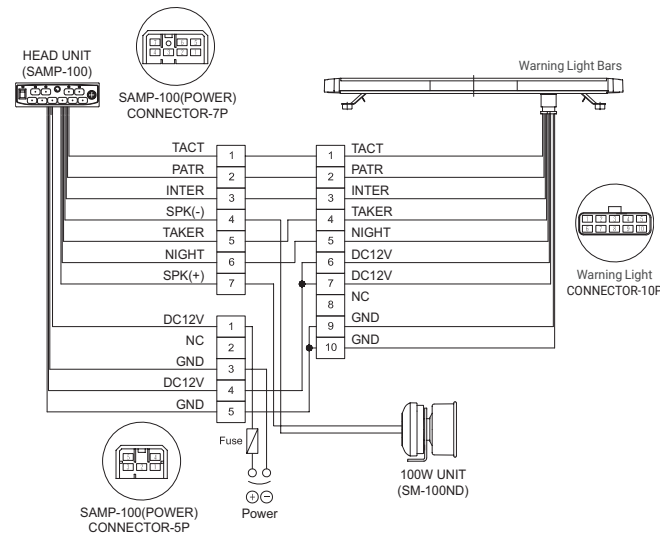 HEAD UNIT
(SAMP-100)
SAMP-100(POWER)
CONNECTOR-7P
Warning Light Bars
TACT 1
PATR 2
INTER 3
SPK(-) 4
TAKER 5
NIGHT 6
SPK(+) 7
1 TACT
2 PATR
3 INTER
4 TAKER
5 NIGHT
6 DC12V
7 DC12V
8 NC
9 GND
10 GND
Warning Light
CONNECTOR-10P
DC12V 1
NC 2
GND 3
DC12V 4
GND 5
Fuse
Power
SAMP-100(POWER)
CONNECTOR-5P
100W UNIT
(SM-100ND)